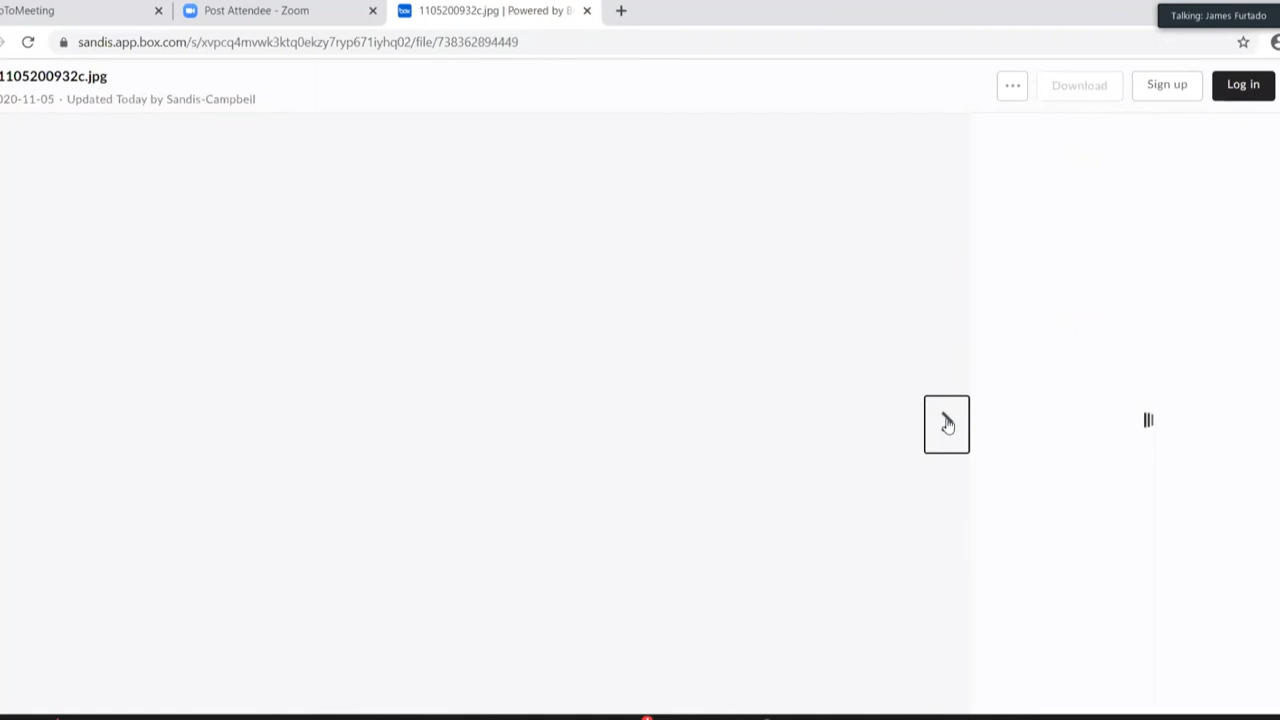 oToMeeting
Post Attendee - Zoom
1105200932c.jpg | Powered by B
Talking: James Furtado
sandis.app.box.com/s/xvpcq4mvwk3ktq0ekzy7ryp671iyhq02/file/738362894449
1105200932c.jpg
020-11-05 · Updated Today by Sandis-Campbell
Download
Sign up
Log in